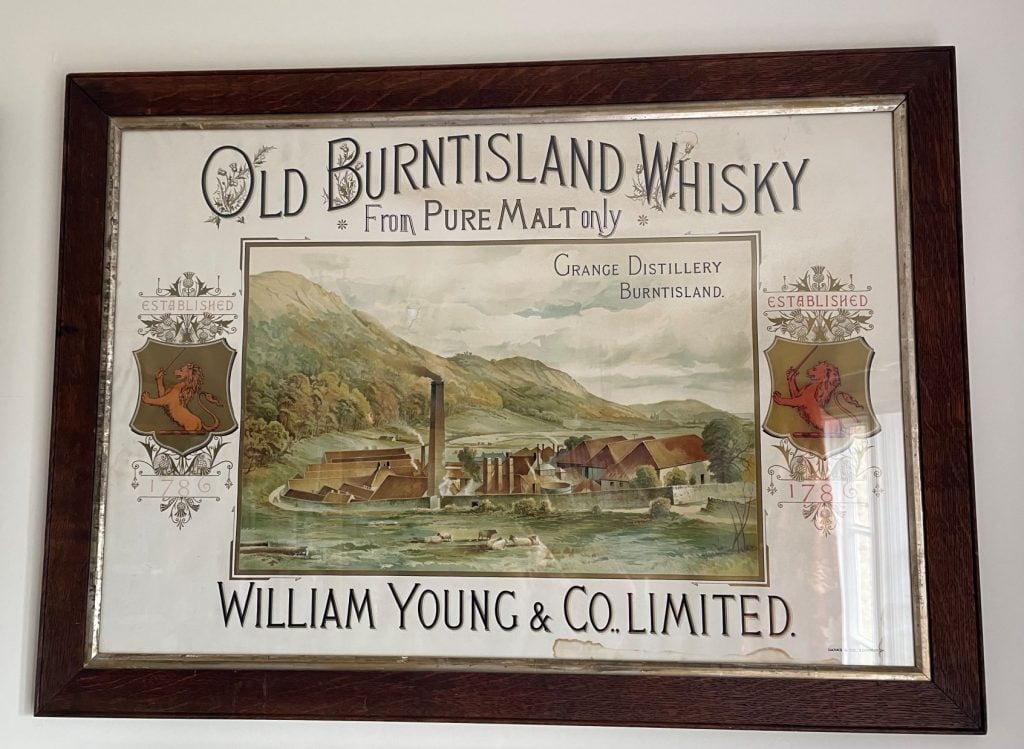 OLD BURNTISLAND WHISKY
From PURE MALT only
GRANGE DISTILLERY
BURNTISLAND.
ESTABLISHED
1786
ESTABLISHED
1786
WILLIAM YOUNG & CO., LIMITED.